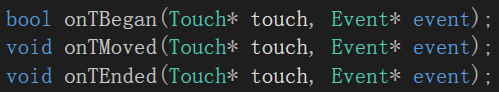 bool onTBegan(Touch* touch, Event* event);
void onTMoved(Touch* touch, Event* event);
void onTEnded(Touch* touch, Event* event);